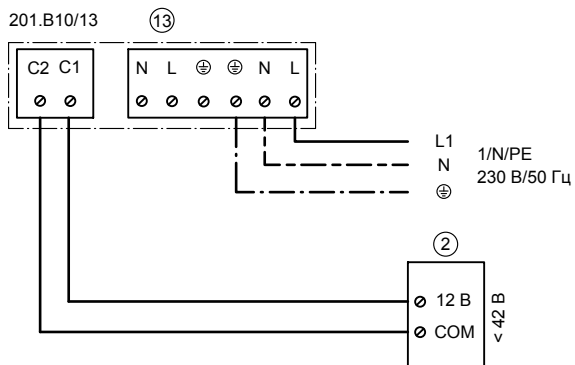 201.B10/13 13
C2 C1 N L ⏚ ⏚ N L
L1
N
⏚
1/N/PE
230 В/50 Гц
2
12 В
COM
< 42 В